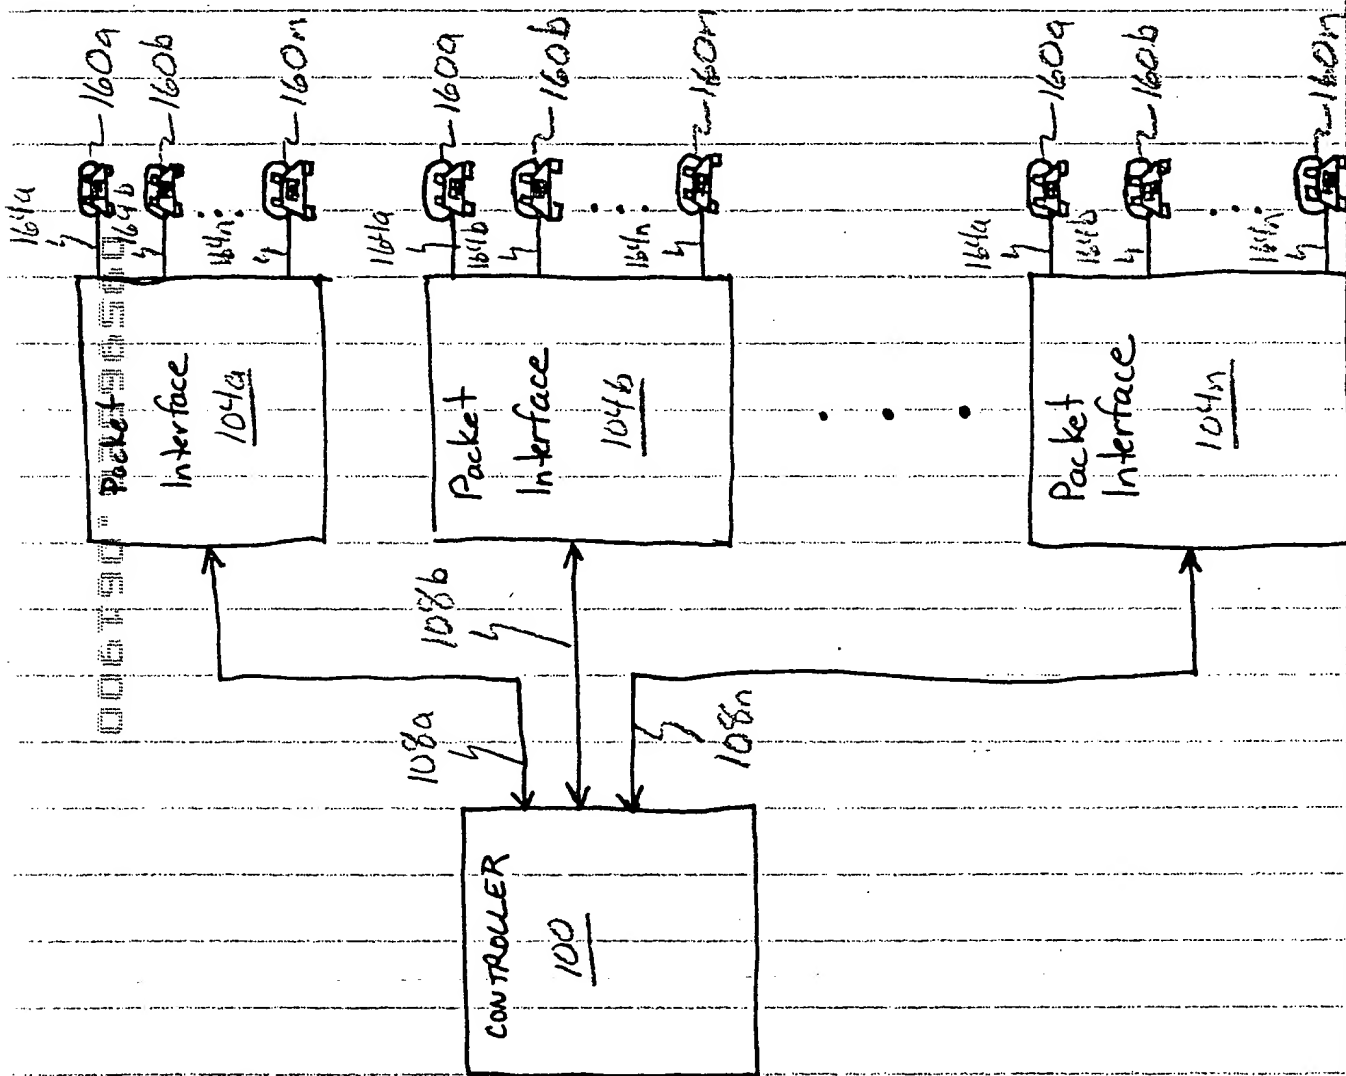 160a
160b
160n
160a
160b
160n
160a
160b
160n
164a
164b
164n
164a
164b
164n
164a
164b
164n
Packet
Interface
104a
Packet
Interface
104b
Packet
Interface
104n
108a
108b
108n
CONTROLLER
100